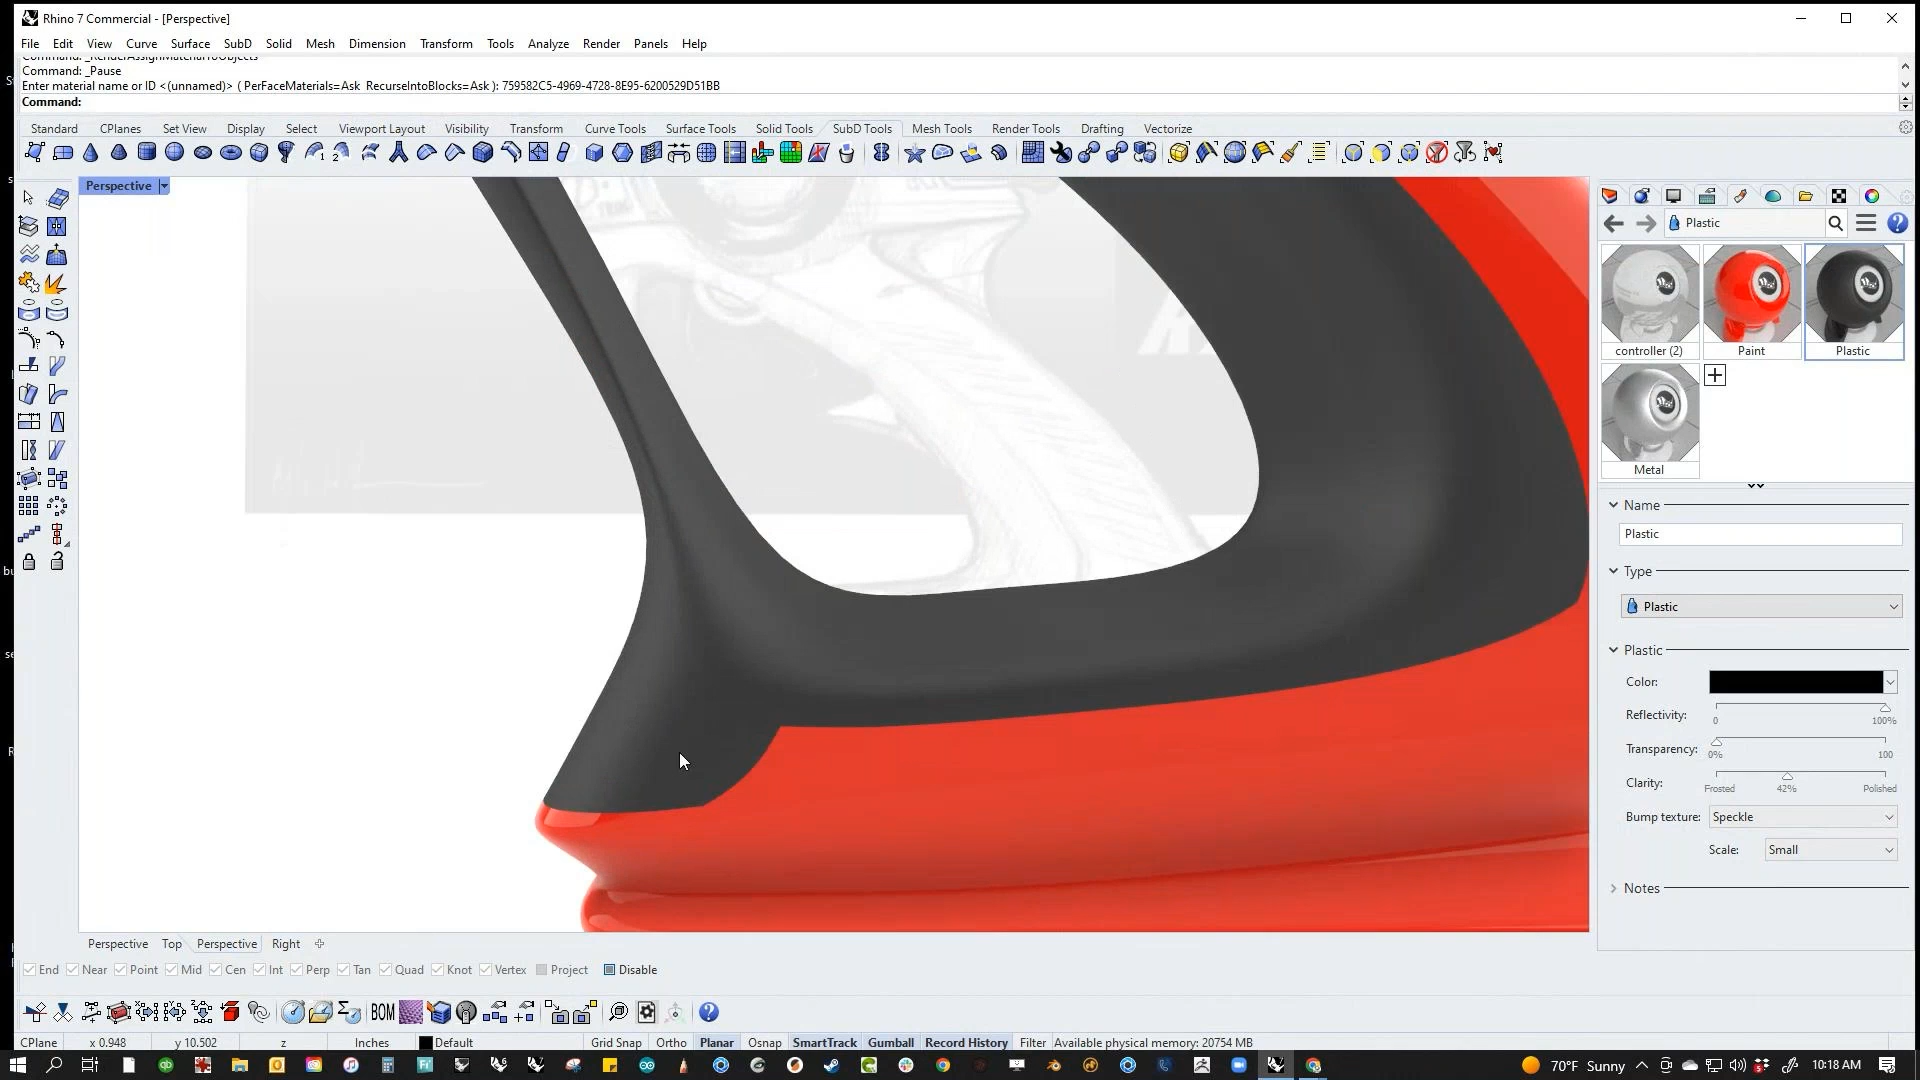 Rhino 7 Commercial - [Perspective]
File Edit View Curve Surface SubD Solid Mesh Dimension Transform Tools Analyze Render Panels Help
Command: _RenderAssignMaterialToObjects
Command: _Pause
Enter material name or ID <(unnamed)> ( PerFaceMaterials=Ask RecurseIntoBlocks=Ask ): 759582C5-4969-4728-8E95-6200529D51BB
Command:
Standard CPlanes Set View Display Select Viewport Layout Visibility Transform Curve Tools Surface Tools Solid Tools SubD Tools Mesh Tools Render Tools Drafting Vectorize
Perspective
Plastic
controller (2) Paint Plastic
Metal
Name
Plastic
Type
Plastic
Plastic
Color:
Reflectivity:
0 100%
Transparency:
0% 100
Clarity:
Frosted 42% Polished
Bump texture: Speckle
Scale: Small
Notes
Perspective Top Perspective Right
End Near Point Mid Cen Int Perp Tan Quad Knot Vertex Project Disable
BOM
CPlane x 0.948 y 10.502 z Inches Default Grid Snap Ortho Planar Osnap SmartTrack Gumball Record History Filter Available physical memory: 20754 MB
70°F Sunny 10:18 AM